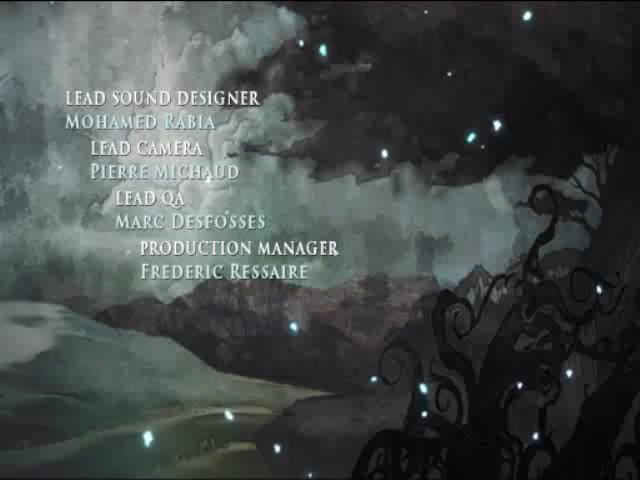 LEAD SOUND DESIGNER
MOHAMED RABIA
LEAD CAMERA
PIERRE MICHAUD
LEAD QA
MARC DESFOSSES
PRODUCTION MANAGER
FREDERIC RESSAIRE